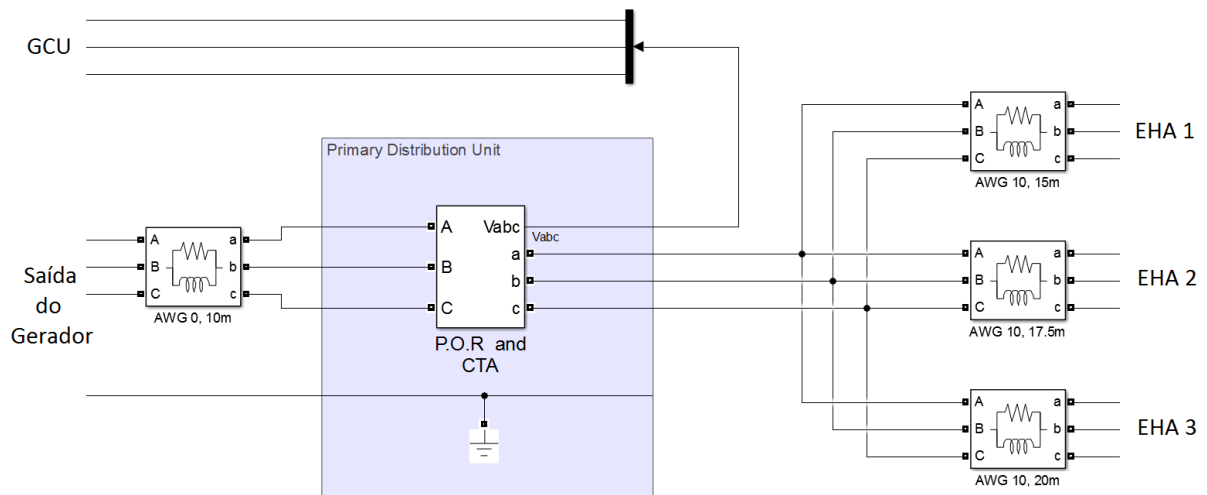 GCU
Primary Distribution Unit
A
B
C
a
b
c
AWG 0, 10m
Saída
do
Gerador
A
B
C
Vabc
a
b
c
Vabc
P.O.R and
CTA
A
B
C
a
b
c
AWG 10, 15m
EHA 1
A
B
C
a
b
c
AWG 10, 17.5m
EHA 2
A
B
C
a
b
c
AWG 10, 20m
EHA 3